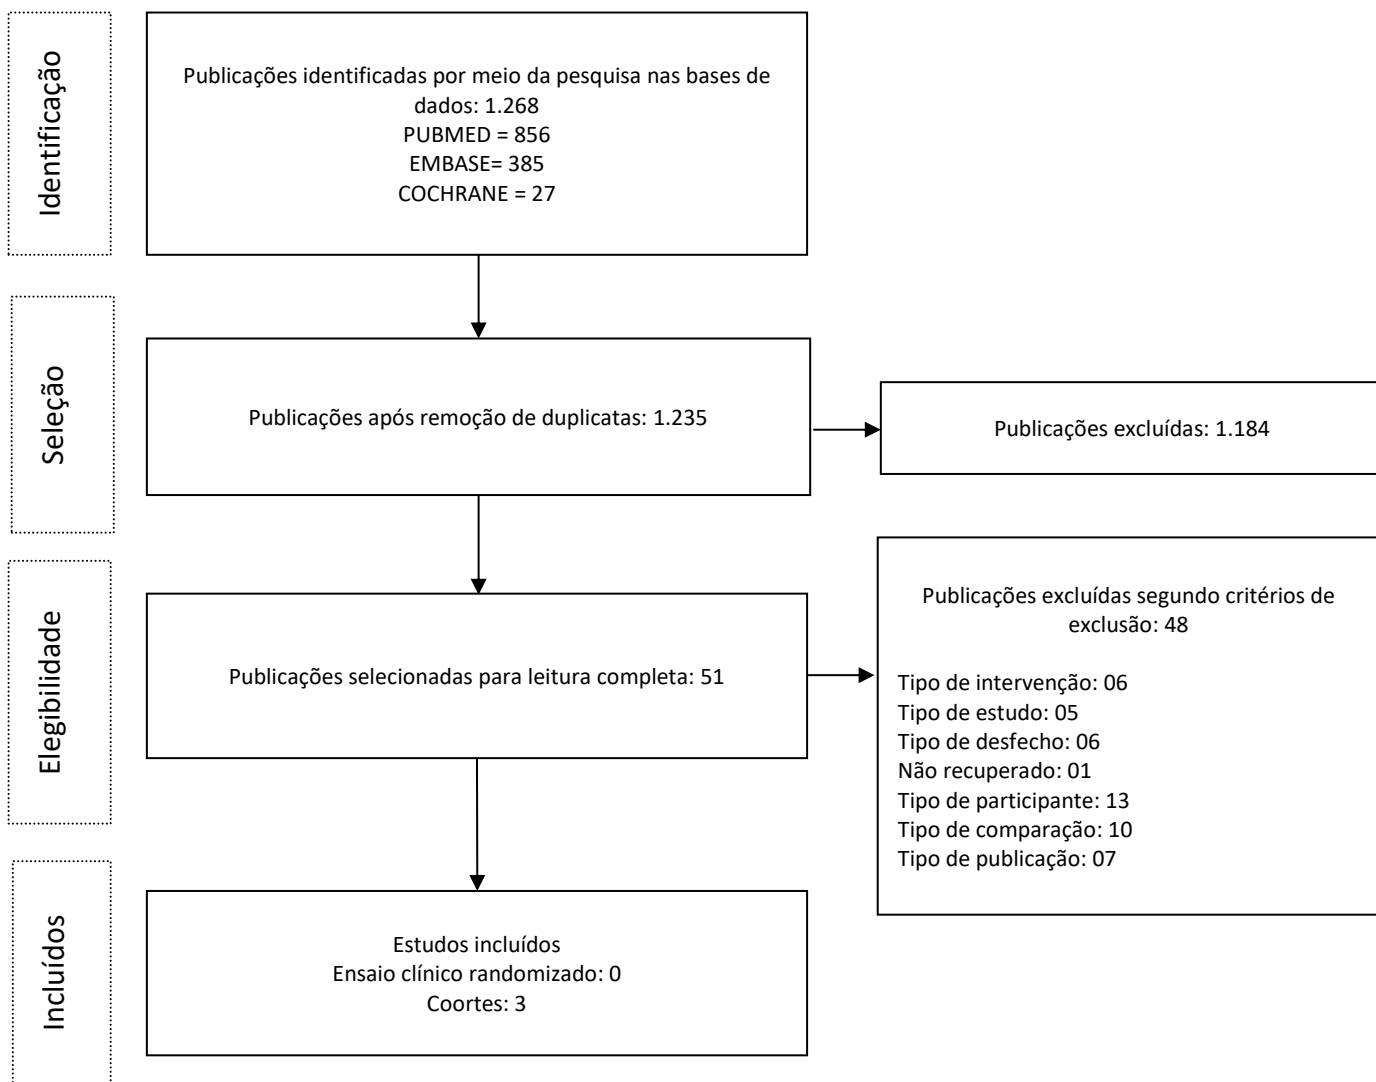 Identificação
Publicações identificadas por meio da pesquisa nas bases de
dados: 1.268
PUBMED = 856
EMBASE= 385
COCHRANE = 27
Seleção
Publicações após remoção de duplicatas: 1.235
Publicações excluídas: 1.184
Elegibilidade
Publicações selecionadas para leitura completa: 51
Publicações excluídas segundo critérios de
exclusão: 48
Tipo de intervenção: 06
Tipo de estudo: 05
Tipo de desfecho: 06
Não recuperado: 01
Tipo de participante: 13
Tipo de comparação: 10
Tipo de publicação: 07
Incluídos
Estudos incluídos
Ensaio clínico randomizado: 0
Coortes: 3